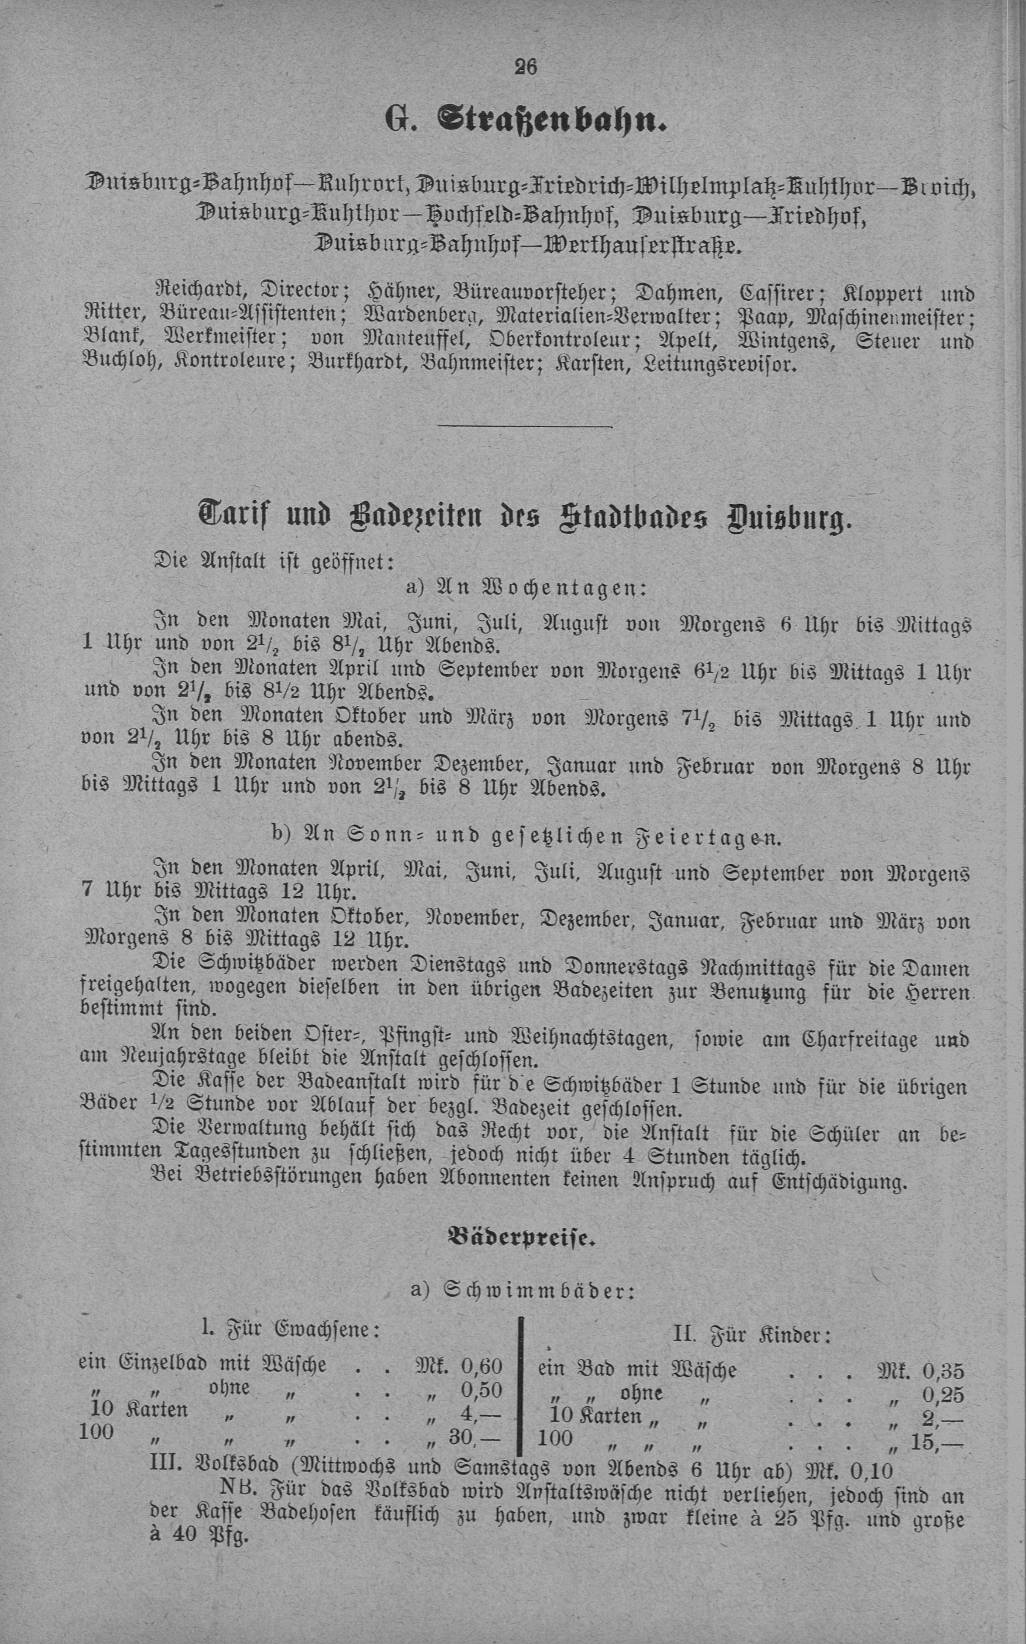 26
G. Straßenbahn.
Duisburg-Bahnhof—Ruhrort, Duisburg-Friedrich-Wilhelmplatz-Kuhthor—Broich,
Duisburg-Kuhthor—Hochfeld-Bahnhof, Duisburg—Friedhof,
Duisburg-Bahnhof—Werthauserstraße.
Reichardt, Director; Hähner, Büreauvorsteher; Dahmen, Cassirer; Kloppert und
Ritter, Büreau-Assistenten; Wardenberg, Materialien-Verwalter; Paap, Maschinenmeister;
Blank, Werkmeister; von Manteuffel, Oberkontroleur; Apelt, Wintgens, Steuer und
Buchloh, Kontroleure; Burkhardt, Bahnmeister; Karsten, Leitungsrevisor.
Tarif und Badezeiten des Stadtbades Duisburg.
Die Anstalt ist geöffnet:
a) An Wochentagen:
In den Monaten Mai, Juni, Juli, August von Morgens 6 Uhr bis Mittags
1 Uhr und von 2½ bis 8½ Uhr Abends.
In den Monaten April und September von Morgens 6½ Uhr bis Mittags 1 Uhr
und von 2½ bis 8½ Uhr Abends.
In den Monaten Oktober und März von Morgens 7½ bis Mittags 1 Uhr und
von 2½ Uhr bis 8 Uhr abends.
In den Monaten November Dezember, Januar und Februar von Morgens 8 Uhr
bis Mittags 1 Uhr und von 2½ bis 8 Uhr Abends.
b) An Sonn- und gesetzlichen Feiertagen.
In den Monaten April, Mai, Juni, Juli, August und September von Morgens
7 Uhr bis Mittags 12 Uhr.
In den Monaten Oktober, November, Dezember, Januar, Februar und März von
Morgens 8 bis Mittags 12 Uhr.
Die Schwitzbäder werden Dienstags und Donnerstags Nachmittags für die Damen
freigehalten, wogegen dieselben in den übrigen Badezeiten zur Benutzung für die Herren
bestimmt sind.
An den beiden Oster-, Pfingst- und Weihnachtstagen, sowie am Charfreitage und
am Neujahrstage bleibt die Anstalt geschlossen.
Die Kasse der Badeanstalt wird für d e Schwitzbäder 1 Stunde und für die übrigen
Bäder ½ Stunde vor Ablauf der bezgl. Badezeit geschlossen.
Die Verwaltung behält sich das Recht vor, die Anstalt für die Schüler an be-
stimmten Tagesstunden zu schließen, jedoch nicht über 4 Stunden täglich.
Bei Betriebsstörungen haben Abonnenten keinen Anspruch auf Entschädigung.
Bäderpreise.
a) Schwimmbäder:
I. Für Ewachsene:
ein Einzelbad mit Wäsche . . Mk. 0,60
„ „ ohne „ . . „ 0,50
10 Karten „ „ . . „ 4,—
100 „ „ „ . . „ 30,—
II. Für Kinder:
ein Bad mit Wäsche . . . Mk. 0,35
„ „ ohne „ . . . „ 0,25
10 Karten „ „ . . . „ 2,—
100 „ „ „ . . . „ 15,—
III. Volksbad (Mittwochs und Samstags von Abends 6 Uhr ab) Mk. 0,10
NB. Für das Volksbad wird Anstaltswäsche nicht verliehen, jedoch sind an
der Kasse Badehosen käuflich zu haben, und zwar kleine à 25 Pfg. und große
à 40 Pfg.